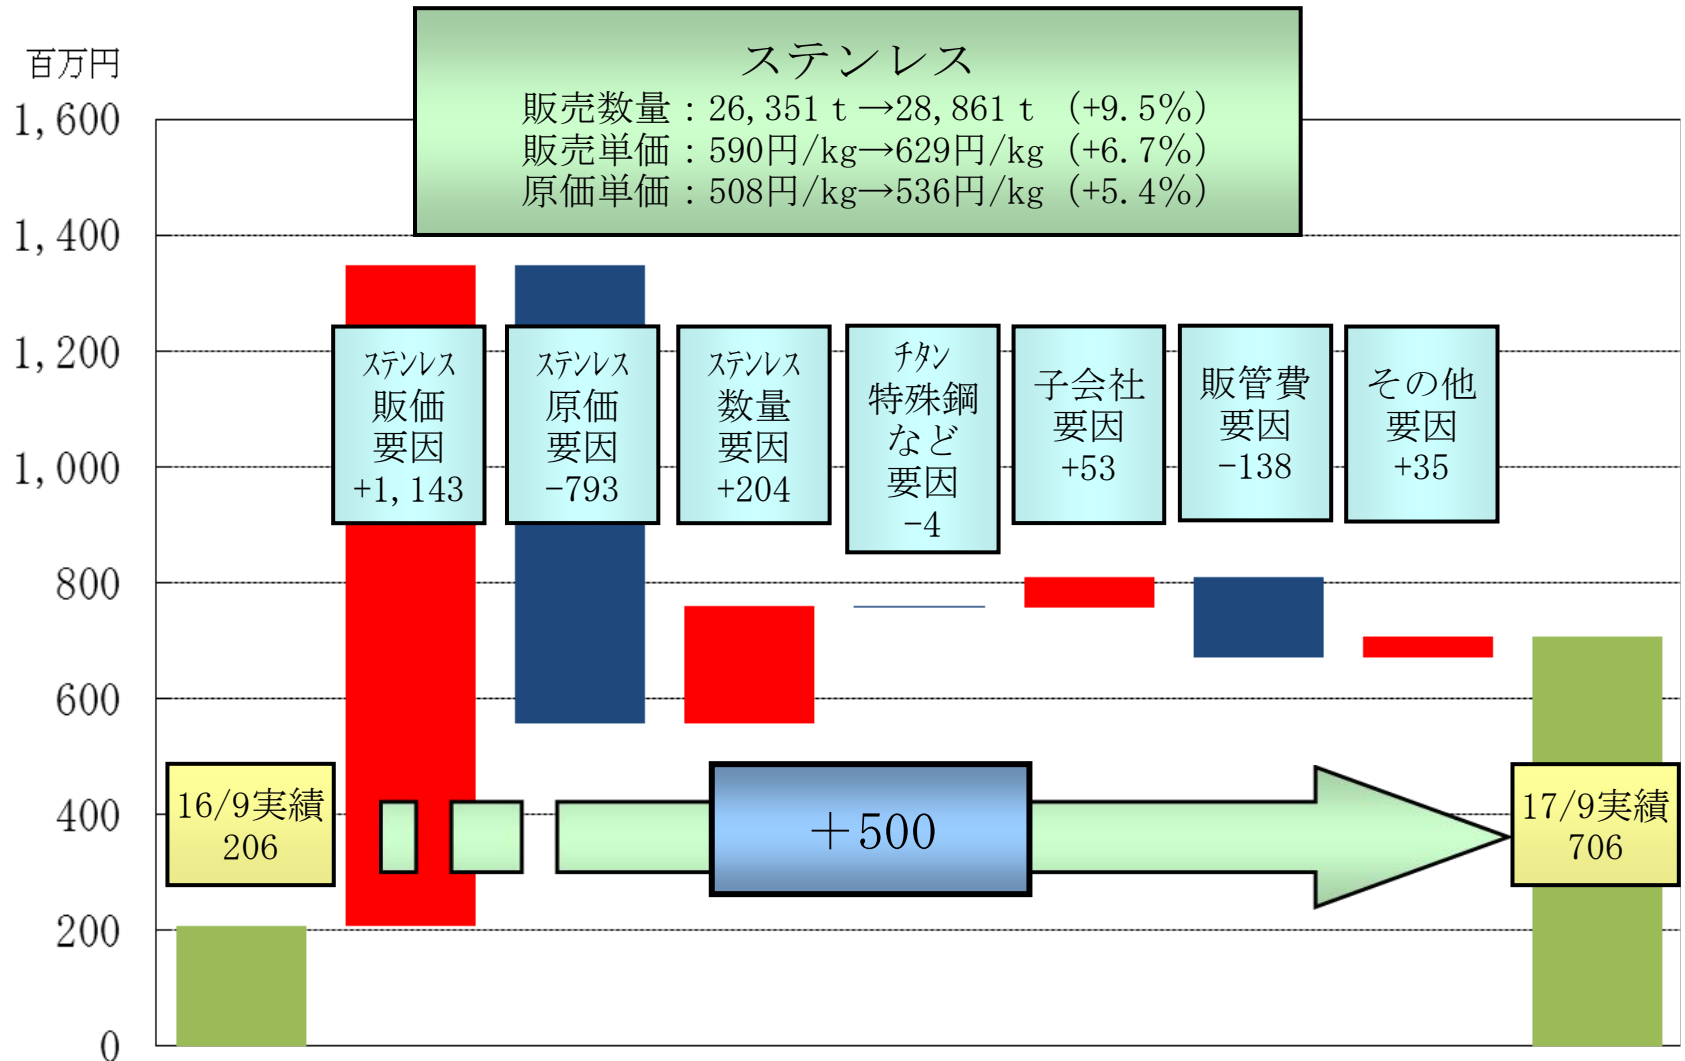 百万円
1,600
1,400
1,200
1,000
800
600
400
200
0
ステンレス
販売数量：26,351ｔ→28,861ｔ（+9.5％）
販売単価：590円/kg→629円/kg（+6.7％）
原価単価：508円/kg→536円/kg（+5.4％）
ｽﾃﾝﾚｽ
販価
要因
+1,143
ｽﾃﾝﾚｽ
原価
要因
-793
ｽﾃﾝﾚｽ
数量
要因
+204
ﾁﾀﾝ
特殊鋼
など
要因
-4
子会社
要因
+53
販管費
要因
-138
その他
要因
+35
16/9実績
206
＋500
17/9実績
706